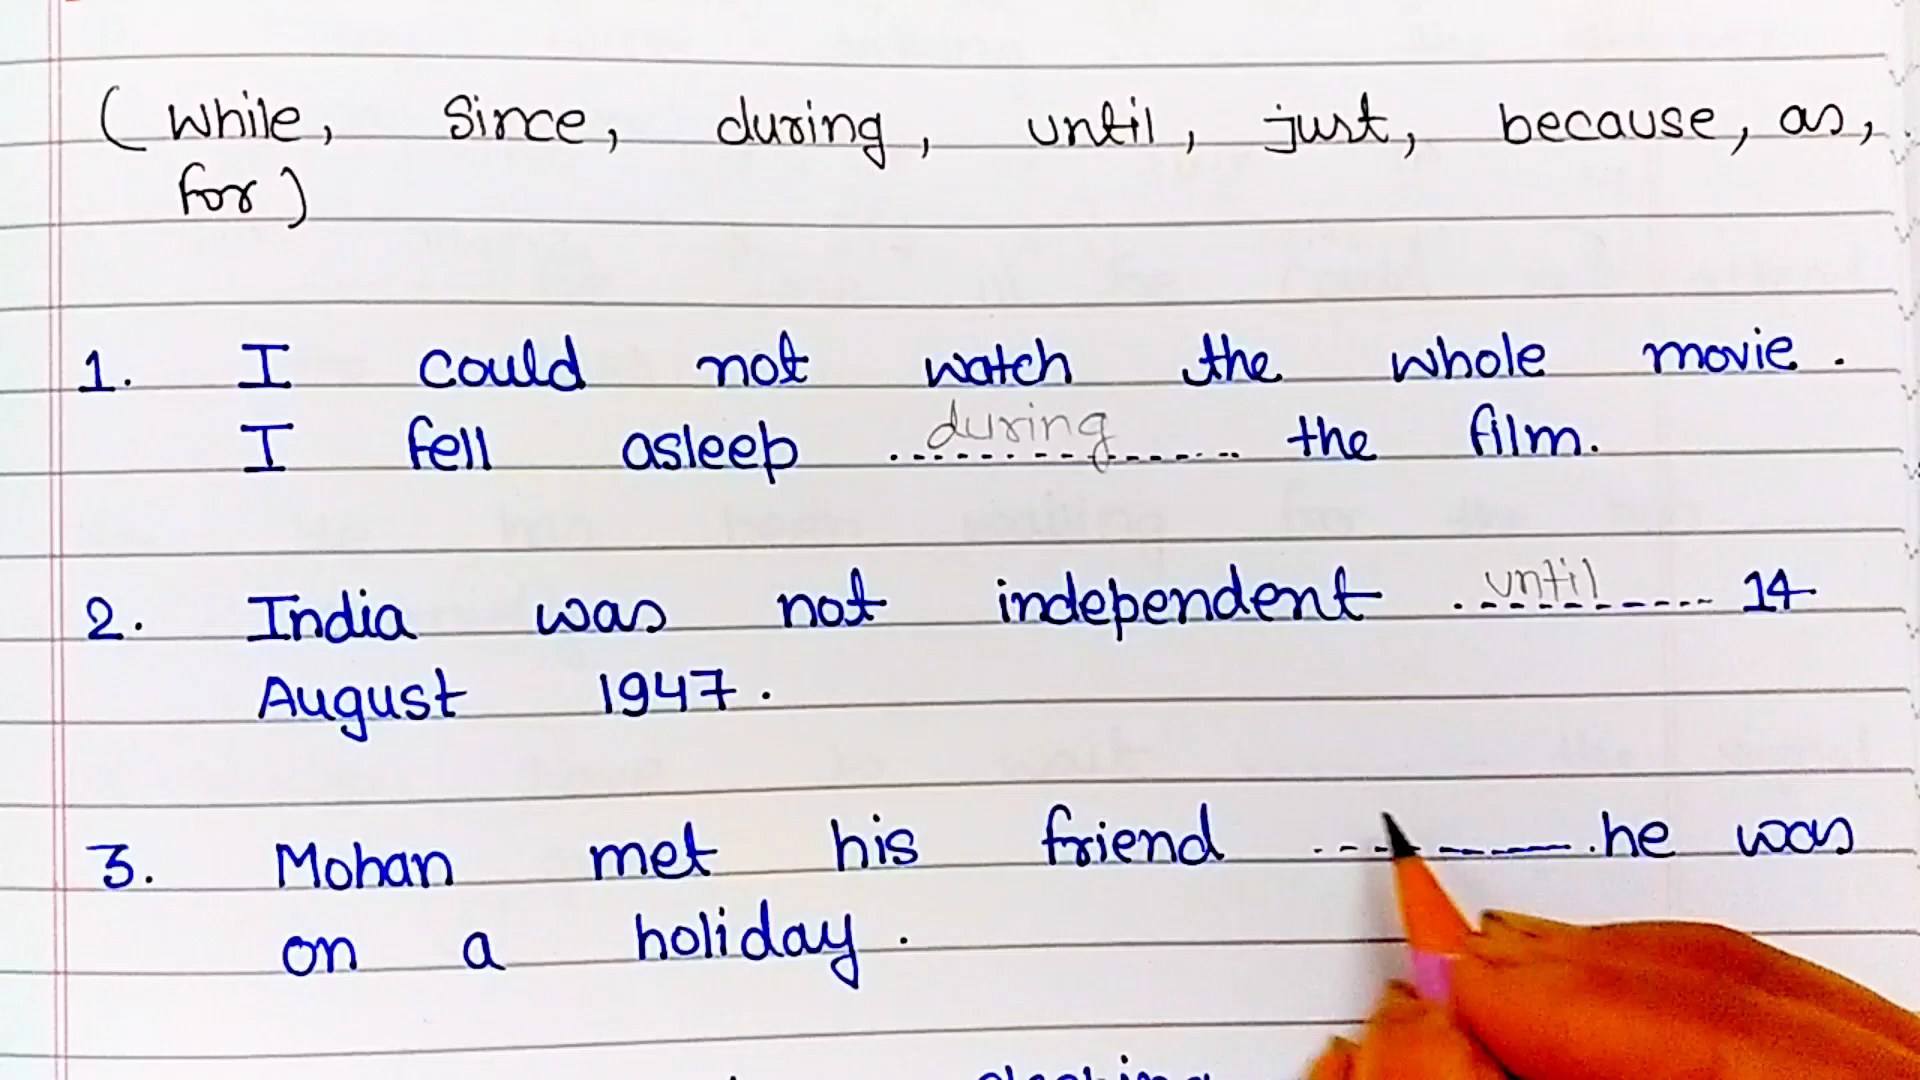 (While, Since, during, until, just, because, as,
for)
1. I could not watch the whole movie.
I fell asleep during the film.
2. India was not independent until 14
August 1947.
3. Mohan met his friend ........ he was
on a holiday.